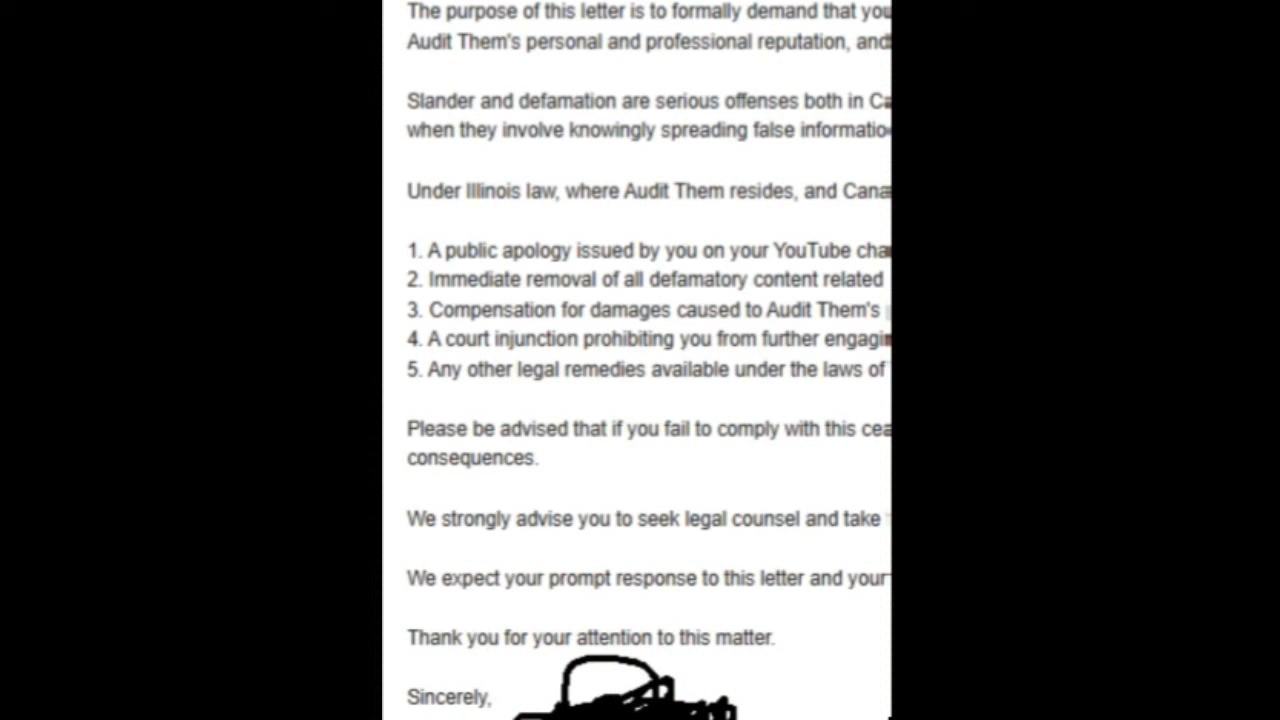 The purpose of this letter is to formally demand that you
Audit Them's personal and professional reputation, and
Slander and defamation are serious offenses both in
when they involve knowingly spreading false
Under Illinois law, where Audit Them resides, and
1. A public apology issued by you on your YouTube
2. Immediate removal of all defamatory content related
3. Compensation for damages caused to Audit Them's
4. A court injunction prohibiting you from further
5. Any other legal remedies available under the laws of
Please be advised that if you fail to comply with this
consequences.
We strongly advise you to seek legal counsel and take
We expect your prompt response to this letter and your
Thank you for your attention to this matter.
Sincerely,